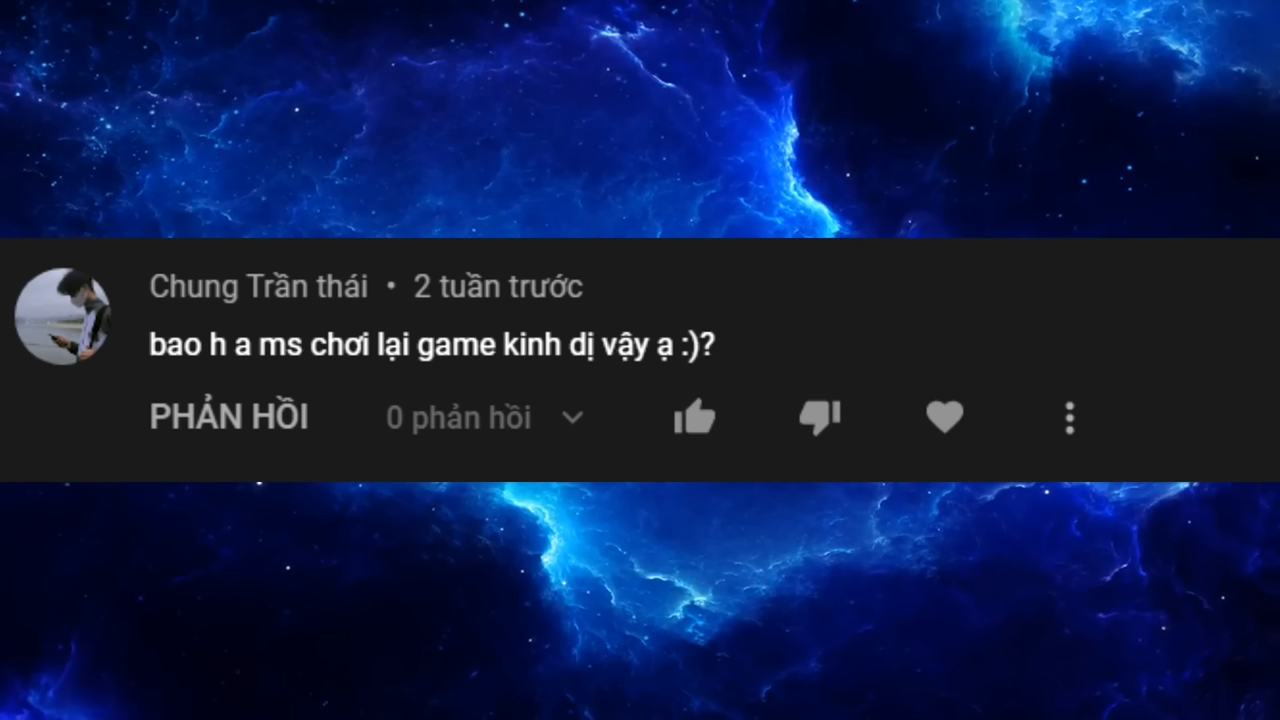 Chung Trần thái • 2 tuần trước
bao h a ms chơi lại game kinh dị vậy ạ :)?
PHẢN HỒI 0 phản hồi